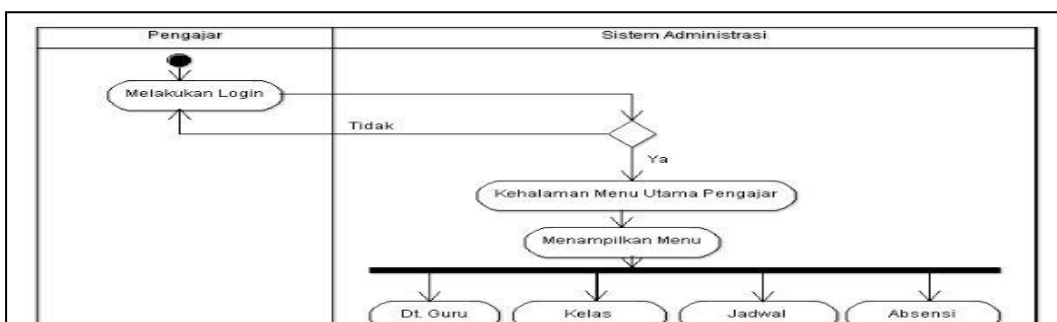 Pengajar
Sistem Administrasi
Melakukan Login
Tidak
Ya
Kehalaman Menu Utama Pengajar
Menampilkan Menu
Dt. Guru
Kelas
Jadwal
Absensi